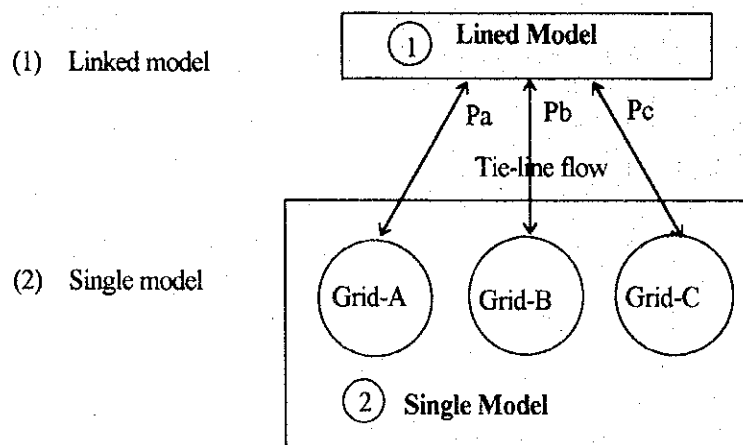 ① Lined Model
(1) Linked model
Pa Pb Pc
Tie-line flow
(2) Single model
Grid-A Grid-B Grid-C
② Single Model